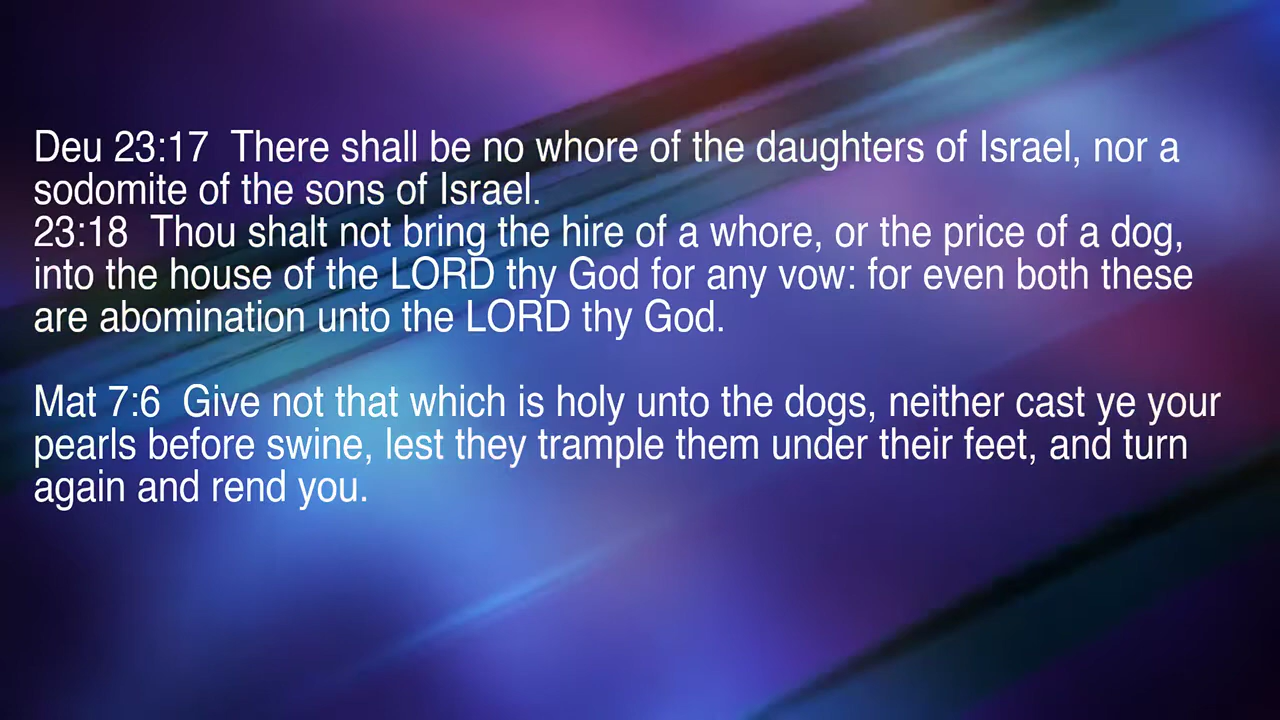 Deu 23:17  There shall be no whore of the daughters of Israel, nor a
sodomite of the sons of Israel.
23:18  Thou shalt not bring the hire of a whore, or the price of a dog,
into the house of the LORD thy God for any vow: for even both these
are abomination unto the LORD thy God.

Mat 7:6  Give not that which is holy unto the dogs, neither cast ye your
pearls before swine, lest they trample them under their feet, and turn
again and rend you.